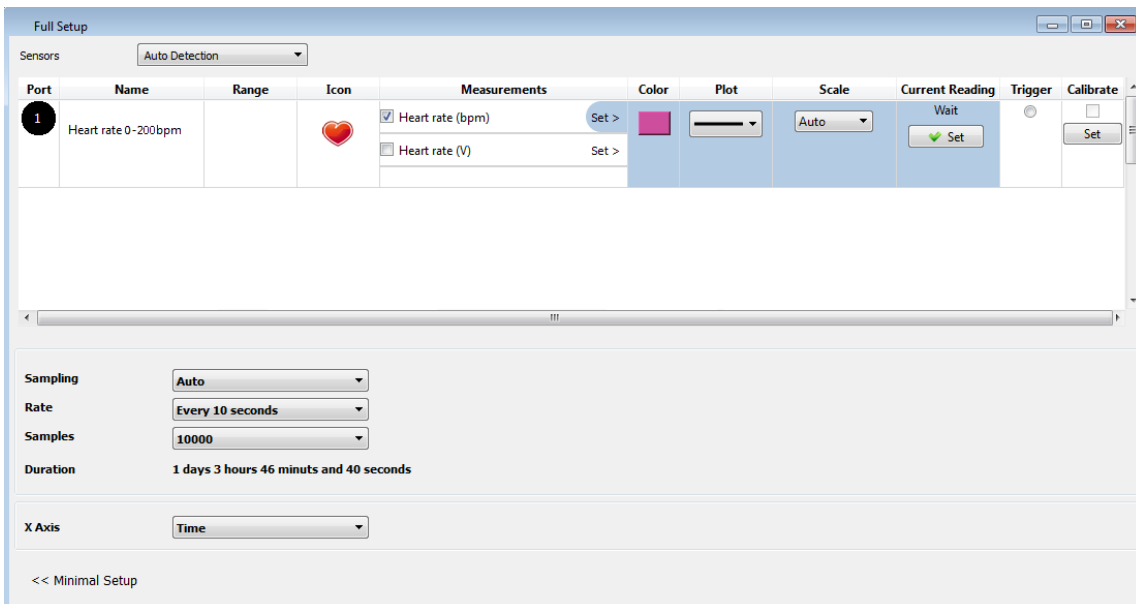 Full Setup
Sensors Auto Detection
Port Name Range Icon Measurements Color Plot Scale Current Reading Trigger Calibrate
1 Heart rate 0-200bpm Heart rate (bpm) Set > Auto Wait
Set Set
Heart rate (V) Set >
Sampling Auto
Rate Every 10 seconds
Samples 10000
Duration 1 days 3 hours 46 minuts and 40 seconds
X Axis Time
<< Minimal Setup